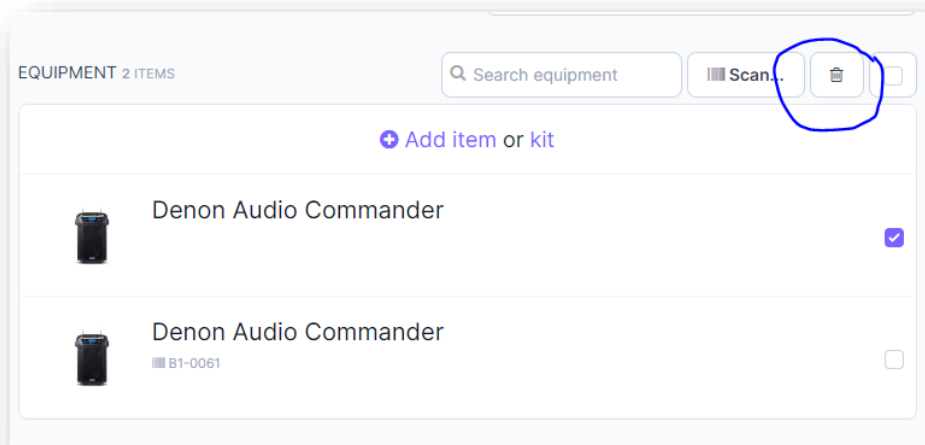 EQUIPMENT 2 ITEMS
Search equipment
Scan...
Add item or kit
Denon Audio Commander
Denon Audio Commander
B1-0061